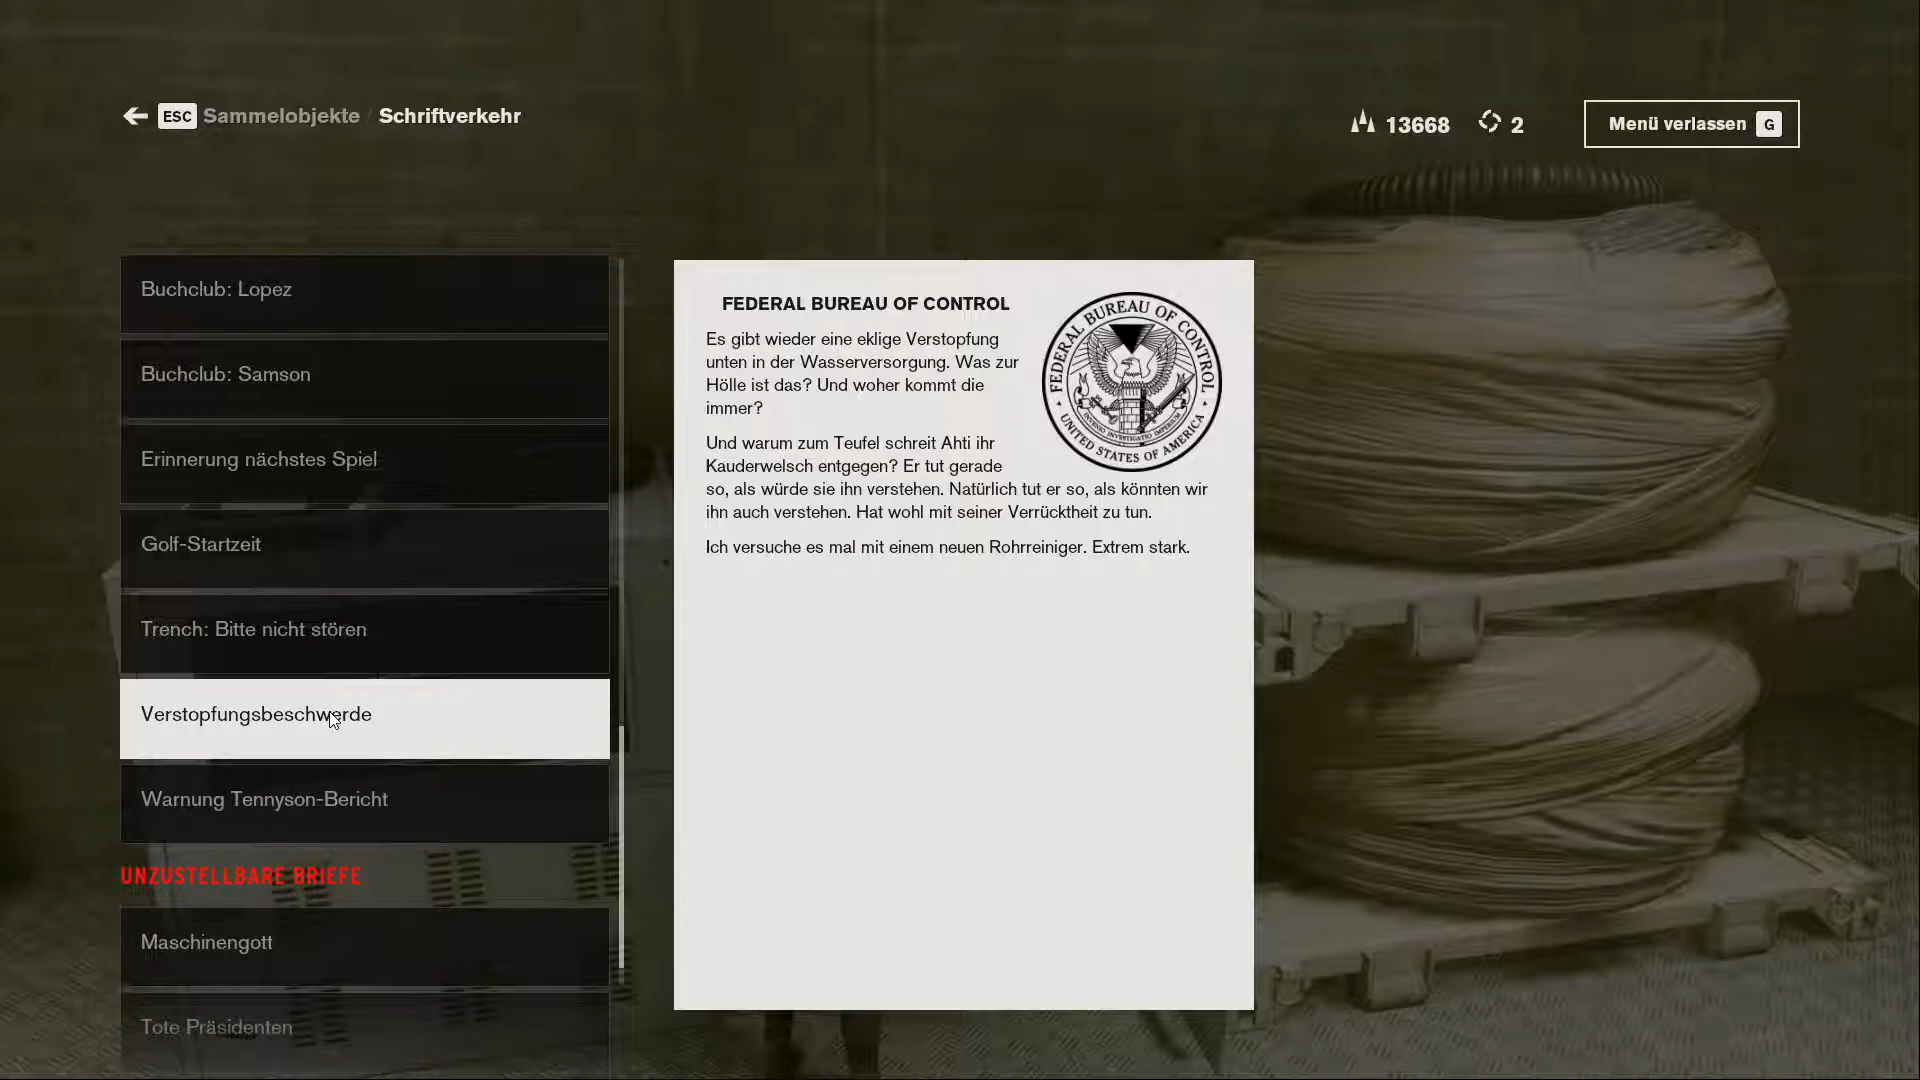 ESC Sammelobjekte / Schriftverkehr
13668 2 Menü verlassen G
Buchclub: Lopez
Buchclub: Samson
Erinnerung nächstes Spiel
Golf-Startzeit
Trench: Bitte nicht stören
Verstopfungsbeschwerde
Warnung Tennyson-Bericht
UNZUSTELLBARE BRIEFE
Maschinengott
Tote Präsidenten
FEDERAL BUREAU OF CONTROL
Es gibt wieder eine eklige Verstopfung
unten in der Wasserversorgung. Was zur
Hölle ist das? Und woher kommt die
immer?
Und warum zum Teufel schreit Ahti ihr
Kauderwelsch entgegen? Er tut gerade
so, als würde sie ihn verstehen. Natürlich tut er so, als könnten wir
ihn auch verstehen. Hat wohl mit seiner Verrücktheit zu tun.
Ich versuche es mal mit einem neuen Rohrreiniger. Extrem stark.
FEDERAL BUREAU OF CONTROL
INVENIO INVESTIGATIO IMPERIUM
UNITED STATES OF AMERICA